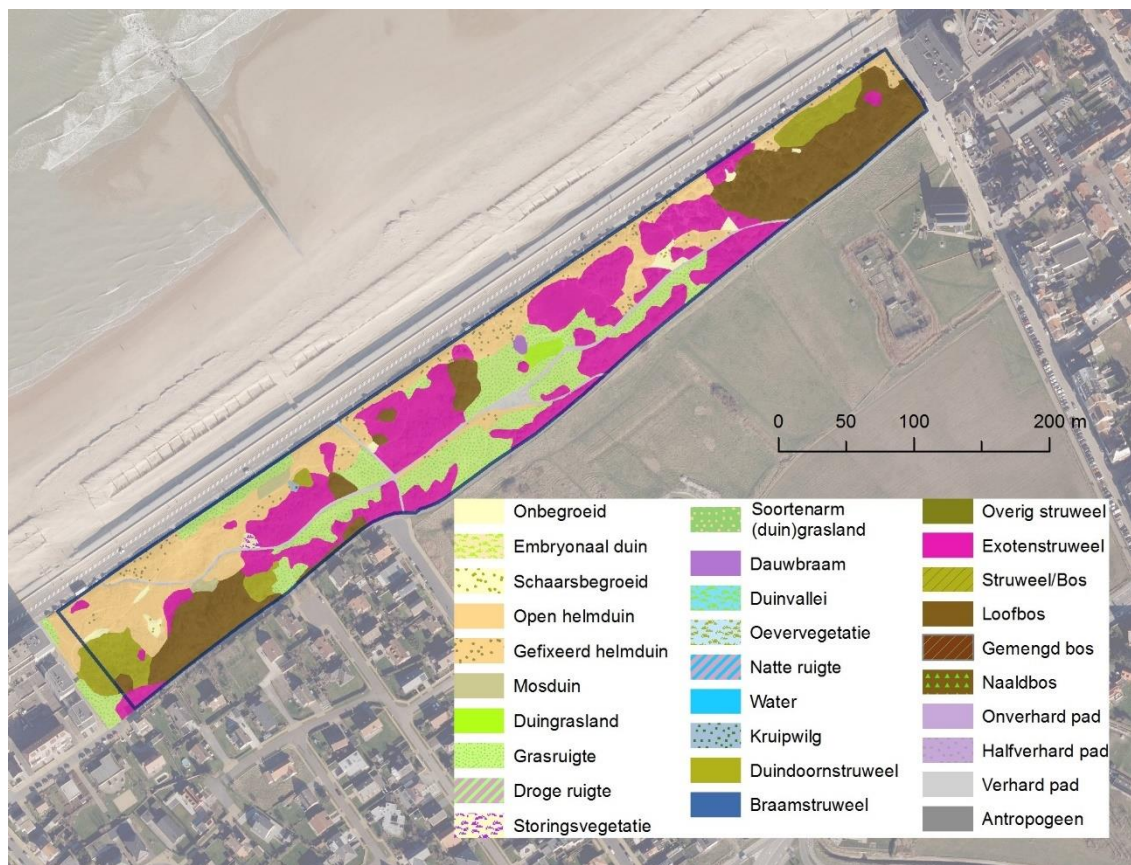 0 50 100 200 m
Onbegroeid
Embryonaal duin
Schaarsbegroeid
Open helmduin
Gefixeerd helmduin
Mosduin
Duingrasland
Grasruigte
Droge ruigte
Storingsvegetatie
Soortenarm
(duin)grasland
Dauwbraam
Duinvallei
Oevervegetatie
Natte ruigte
Water
Kruipwilg
Duindoornstruweel
Braamstruweel
Overig struweel
Exotenstruweel
Struweel/Bos
Loofbos
Gemengd bos
Naaldbos
Onverhard pad
Halfverhard pad
Verhard pad
Antropogeen